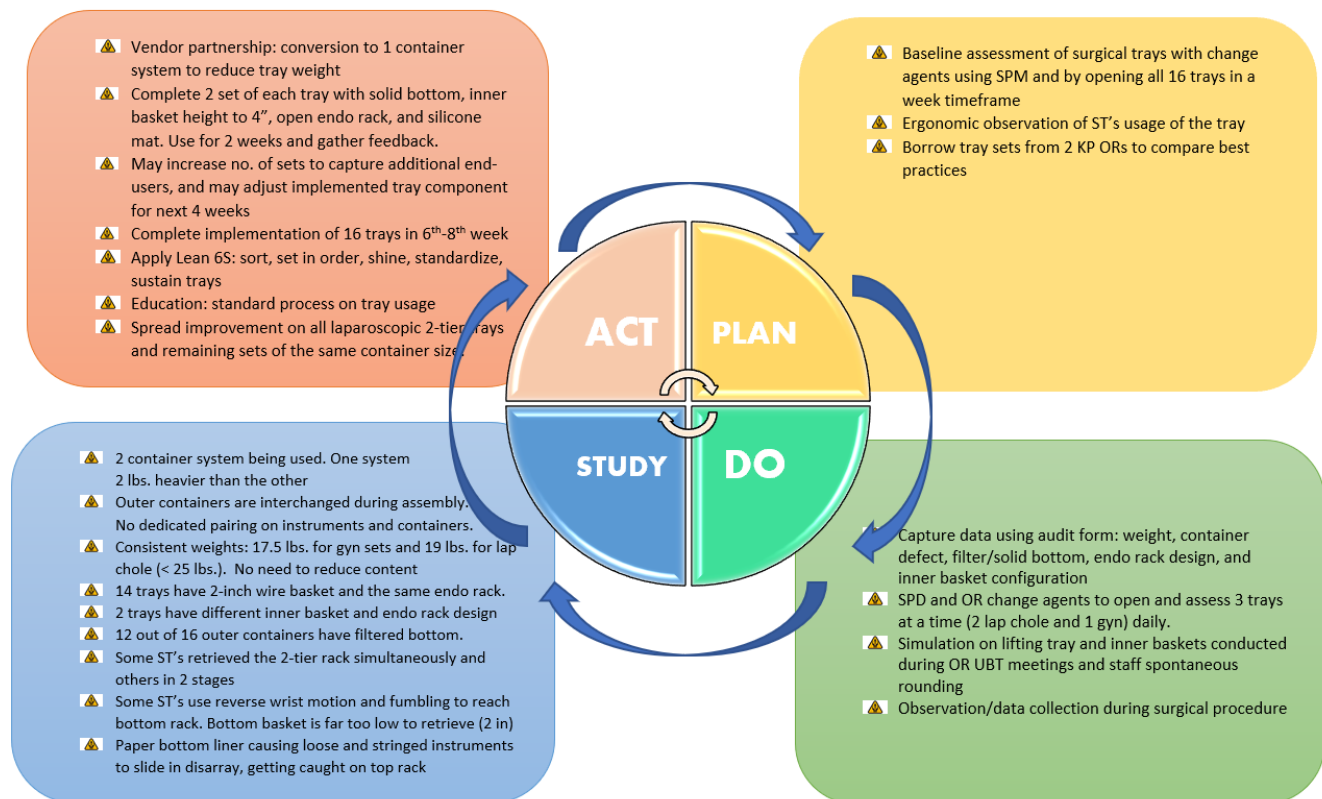 Vendor partnership: conversion to 1 container
system to reduce tray weight
Complete 2 set of each tray with solid bottom, inner
basket height to 4”, open endo rack, and silicone
mat. Use for 2 weeks and gather feedback.
May increase no. of sets to capture additional end-
users, and may adjust implemented tray component
for next 4 weeks
Complete implementation of 16 trays in 6th-8th week
Apply Lean 6S: sort, set in order, shine, standardize,
sustain trays
Education: standard process on tray usage
Spread improvement on all laparoscopic 2-tier trays
and remaining sets of the same container size.
Baseline assessment of surgical trays with change
agents using SPM and by opening all 16 trays in a
week timeframe
Ergonomic observation of ST’s usage of the tray
Borrow tray sets from 2 KP ORs to compare best
practices
ACT
PLAN
STUDY
DO
2 container system being used. One system
2 lbs. heavier than the other
Outer containers are interchanged during assembly.
No dedicated pairing on instruments and containers.
Consistent weights: 17.5 lbs. for gyn sets and 19 lbs. for lap
chole (< 25 lbs.). No need to reduce content
14 trays have 2-inch wire basket and the same endo rack.
2 trays have different inner basket and endo rack design
12 out of 16 outer containers have filtered bottom.
Some ST’s retrieved the 2-tier rack simultaneously and
others in 2 stages
Some ST’s use reverse wrist motion and fumbling to reach
bottom rack. Bottom basket is far too low to retrieve (2 in)
Paper bottom liner causing loose and stringed instruments
to slide in disarray, getting caught on top rack
Capture data using audit form: weight, container
defect, filter/solid bottom, endo rack design, and
inner basket configuration
SPD and OR change agents to open and assess 3 trays
at a time (2 lap chole and 1 gyn) daily.
Simulation on lifting tray and inner baskets conducted
during OR UBT meetings and staff spontaneous
rounding
Observation/data collection during surgical procedure